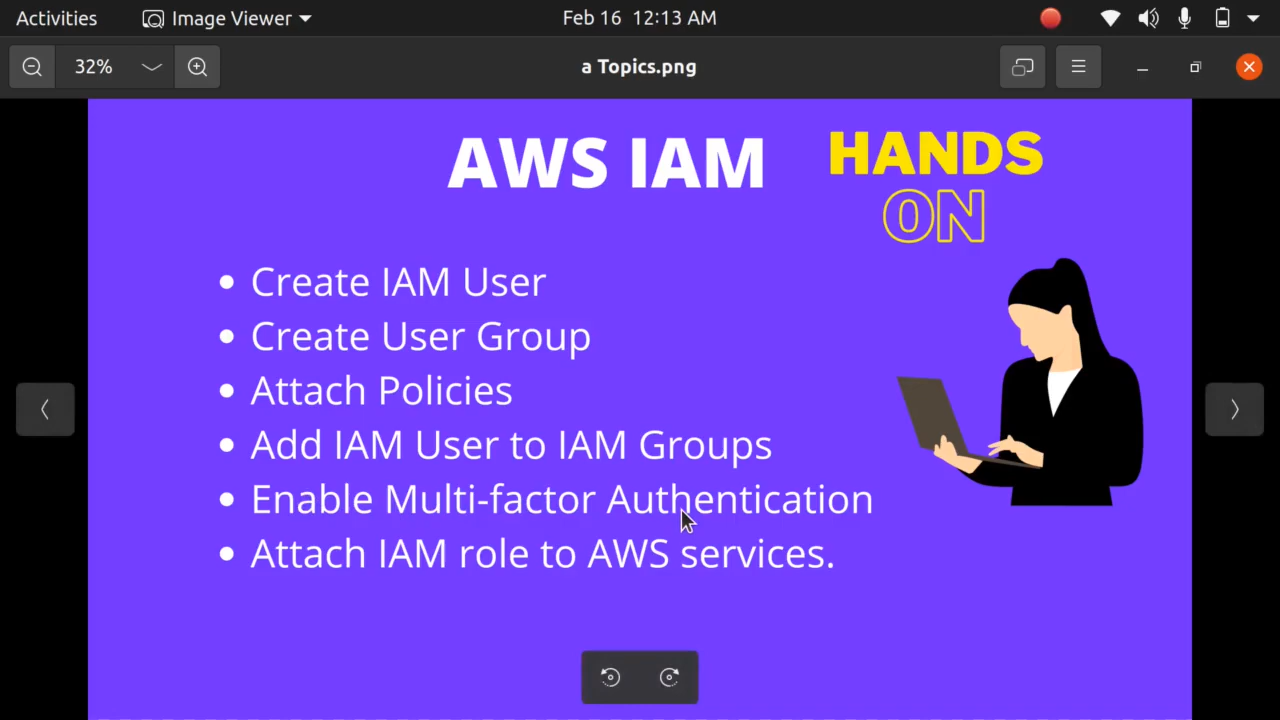 Activities
Image Viewer
Feb 16 12:13 AM
32%
a Topics.png
AWS IAM
HANDS
ON
• Create IAM User
• Create User Group
• Attach Policies
• Add IAM User to IAM Groups
• Enable Multi-factor Authentication
• Attach IAM role to AWS services.